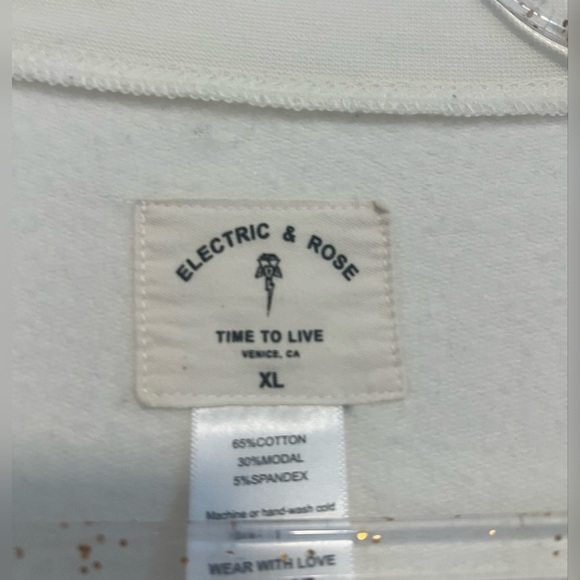 ELECTRIC & ROSE
TIME TO LIVE
VENICE, CA
XL
65%COTTON
30%MODAL
5%SPANDEX
Machine or hand-wash cold
WEAR WITH LOVE